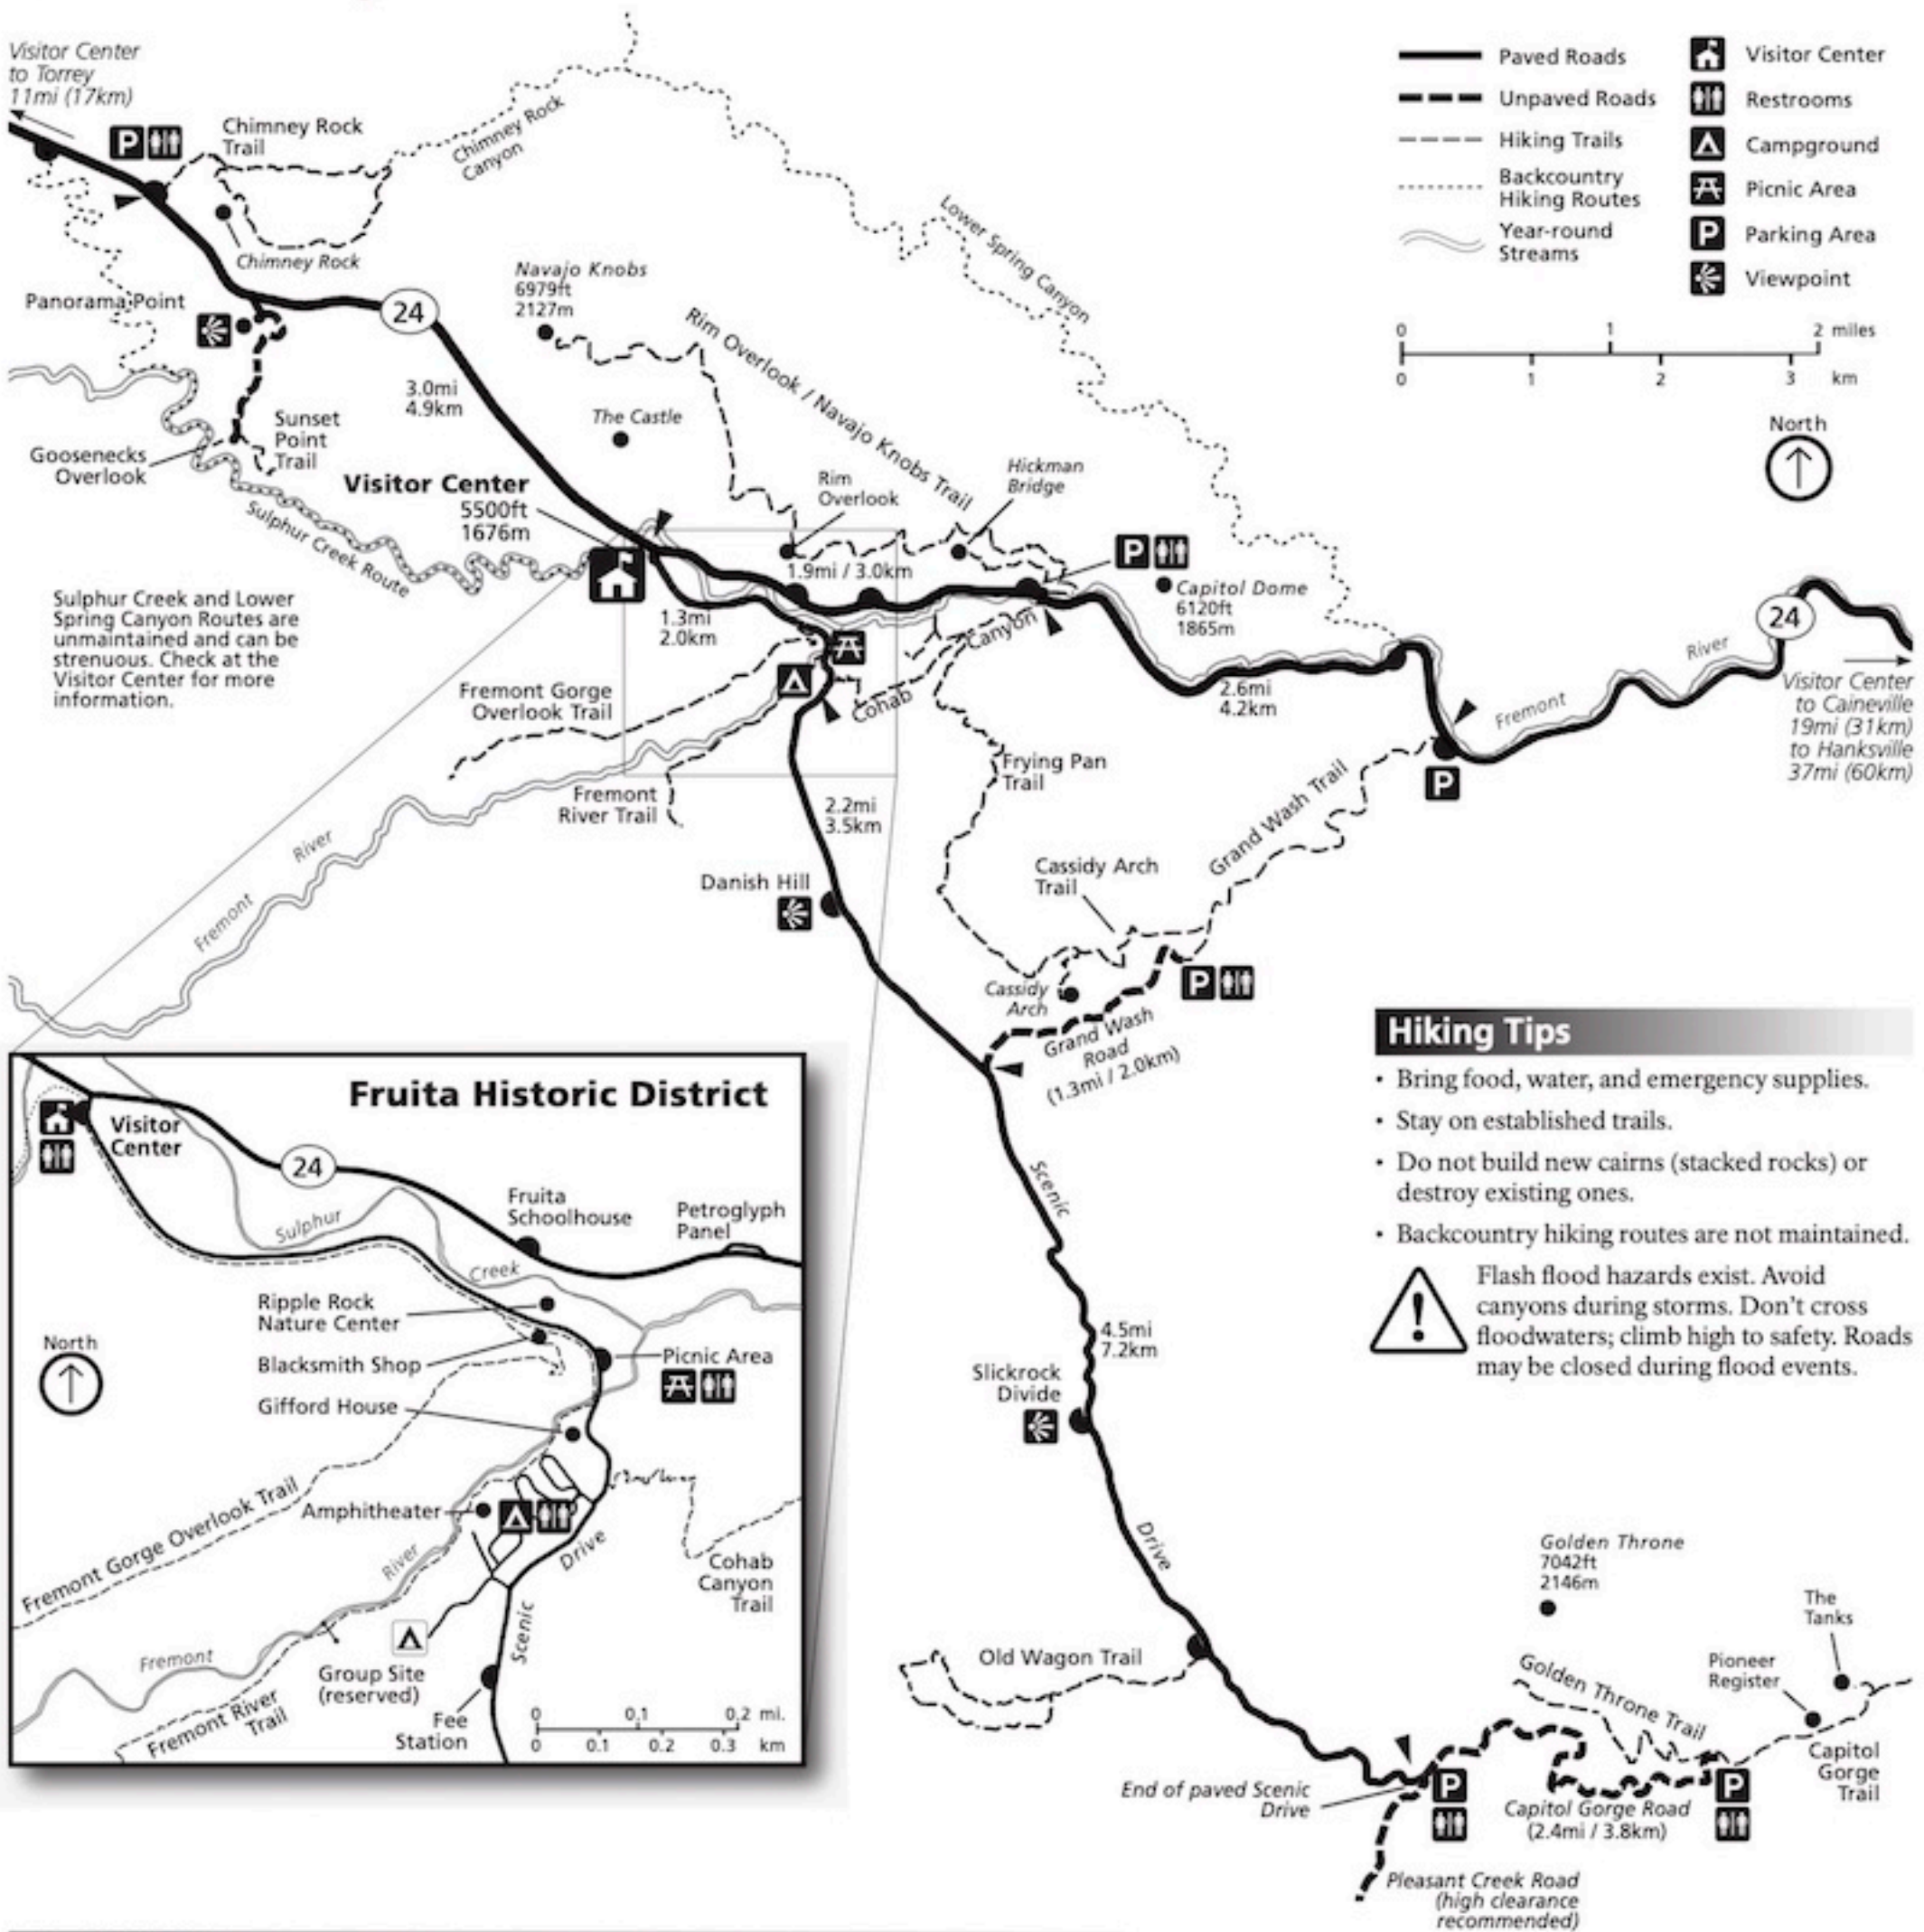 Visitor Center
to Torrey
11mi (17km)
Chimney Rock
Trail
Chimney Rock
Canyon
Chimney Rock
Panorama Point
24
Navajo Knobs
6979ft
2127m
Lower Spring Canyon
Rim Overlook / Navajo Knobs Trail
3.0mi
4.9km
The Castle
Sunset
Point
Trail
Goosenecks
Overlook
Visitor Center
5500ft
1676m
Rim
Overlook
Hickman
Bridge
Sulphur Creek Route
1.9mi / 3.0km
Capitol Dome
6120ft
1865m
Sulphur Creek and Lower
Spring Canyon Routes are
unmaintained and can be
strenuous. Check at the
Visitor Center for more
information.
1.3mi
2.0km
Cohab
Canyon
Fremont Gorge
Overlook Trail
2.6mi
4.2km
24
Fremont
River
Visitor Center
to Caineville
19mi (31km)
to Hanksville
37mi (60km)
Frying Pan
Trail
Fremont
River Trail
2.2mi
3.5km
P
Grand Wash Trail
Fremont
River
Danish Hill
Cassidy Arch
Trail
Cassidy
Arch
Grand Wash
Road
(1.3mi / 2.0km)
P
P
P
Scenic
Drive
4.5mi
7.2km
Slickrock
Divide
Golden Throne
7042ft
2146m
The
Tanks
Pioneer
Register
Old Wagon Trail
Golden Throne Trail
Capitol
Gorge
Trail
End of paved Scenic
Drive
P
P
Capitol Gorge Road
(2.4mi / 3.8km)
Pleasant Creek Road
(high clearance
recommended)
Paved Roads
Unpaved Roads
Hiking Trails
Backcountry
Hiking Routes
Year-round
Streams
Visitor Center
Restrooms
Campground
Picnic Area
P Parking Area
Viewpoint
0 1 2 miles
0 1 2 3 km
North
Hiking Tips
• Bring food, water, and emergency supplies.
• Stay on established trails.
• Do not build new cairns (stacked rocks) or
destroy existing ones.
• Backcountry hiking routes are not maintained.
!
Flash flood hazards exist. Avoid
canyons during storms. Don't cross
floodwaters; climb high to safety. Roads
may be closed during flood events.
Fruita Historic District
Visitor
Center
24
Sulphur
Creek
Fruita
Schoolhouse
Petroglyph
Panel
Ripple Rock
Nature Center
North
Blacksmith Shop
Picnic Area
Gifford House
Amphitheater
Fremont Gorge Overlook Trail
River
Drive
Cohab
Canyon
Trail
Scenic
Fremont
Group Site
(reserved)
Fremont River
Trail
Fee
Station
0 0.1 0.2 mi.
0 0.1 0.2 0.3 km